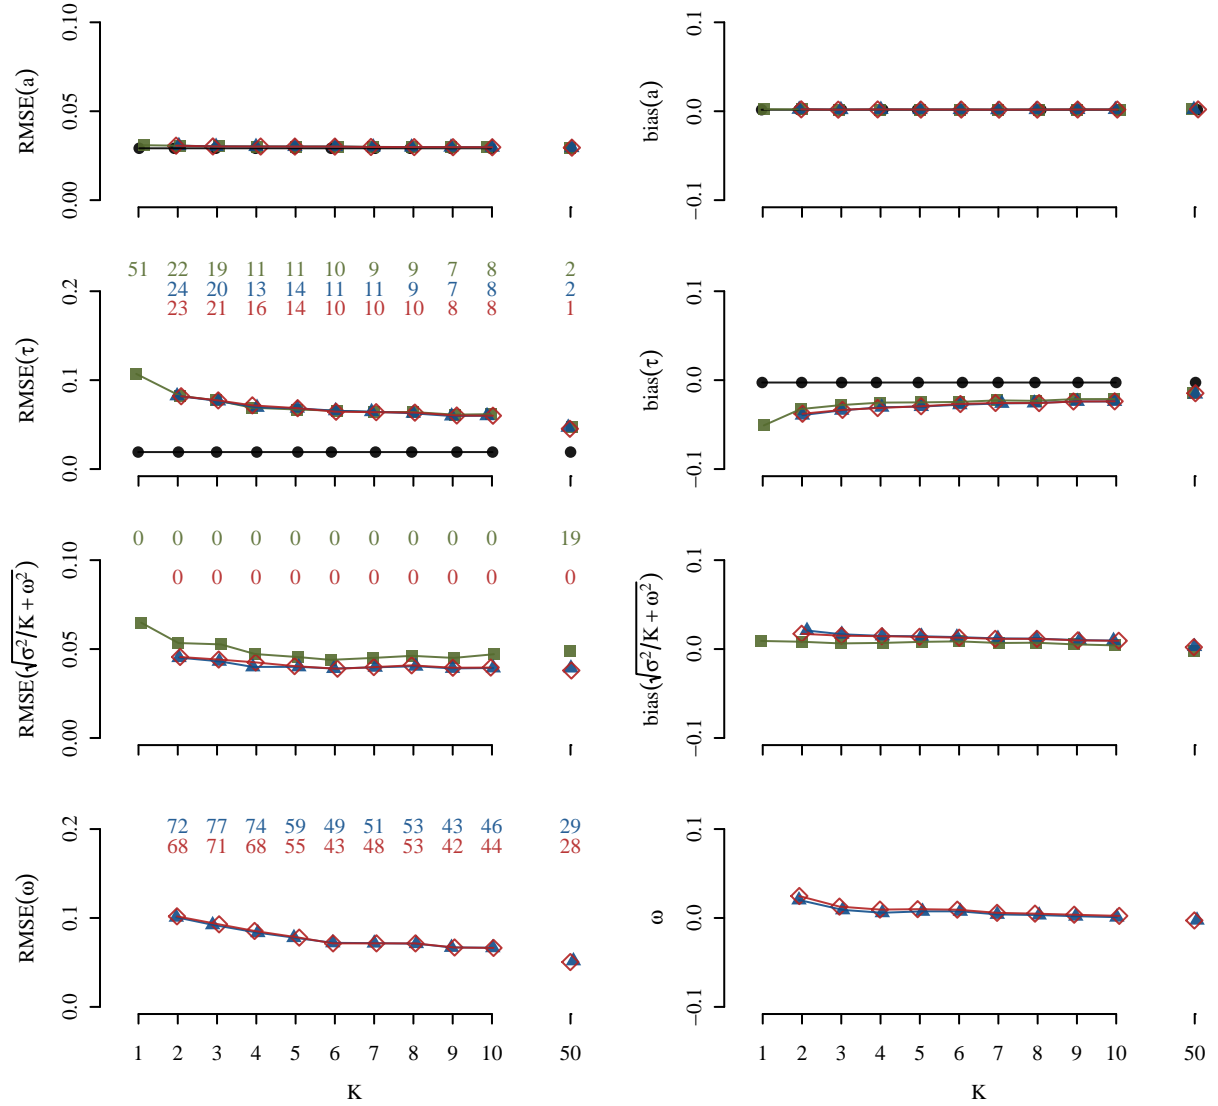 RMSE(a)
0.00 0.05 0.10
bias(a)
−0.1 0.0 0.1
RMSE(τ)
0.0 0.1 0.2
51 22 19 11 11 10 9 9 7 8 2
24 20 13 14 11 11 9 7 8 2
23 21 16 14 10 10 10 8 8 1
bias(τ)
−0.1 0.0 0.1
RMSE(√σ²/K + ω²)
0.00 0.05 0.10
0 0 0 0 0 0 0 0 0 0 19
0 0 0 0 0 0 0 0 0 0
bias(√σ²/K + ω²)
−0.1 0.0 0.1
RMSE(ω)
0.0 0.1 0.2
72 77 74 59 49 51 53 43 46 29
68 71 68 55 43 48 53 42 44 28
1 2 3 4 5 6 7 8 9 10 50
K
ω
−0.1 0.0 0.1
1 2 3 4 5 6 7 8 9 10 50
K